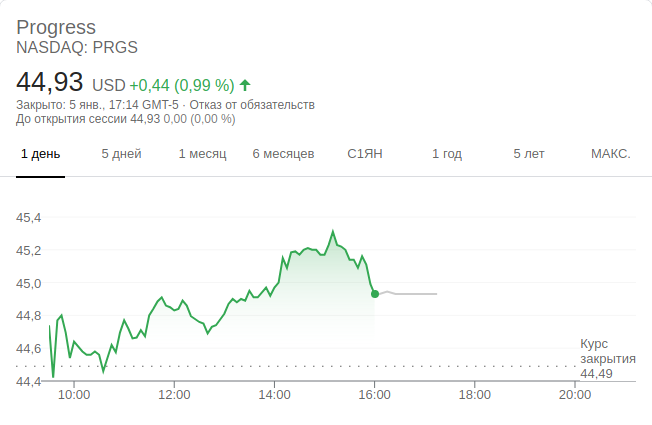 Progress
NASDAQ: PRGS
44,93 USD +0,44 (0,99 %)
Закрыто: 5 янв., 17:14 GMT-5 · Отказ от обязательств
До открытия сессии 44,93 0,00 (0,00 %)
1 день 5 дней 1 месяц 6 месяцев С1ЯН 1 год 5 лет МАКС.
45,4
45,2
45,0
44,8
44,6
44,4
Курс
закрытия
44,49
10:00 12:00 14:00 16:00 18:00 20:00